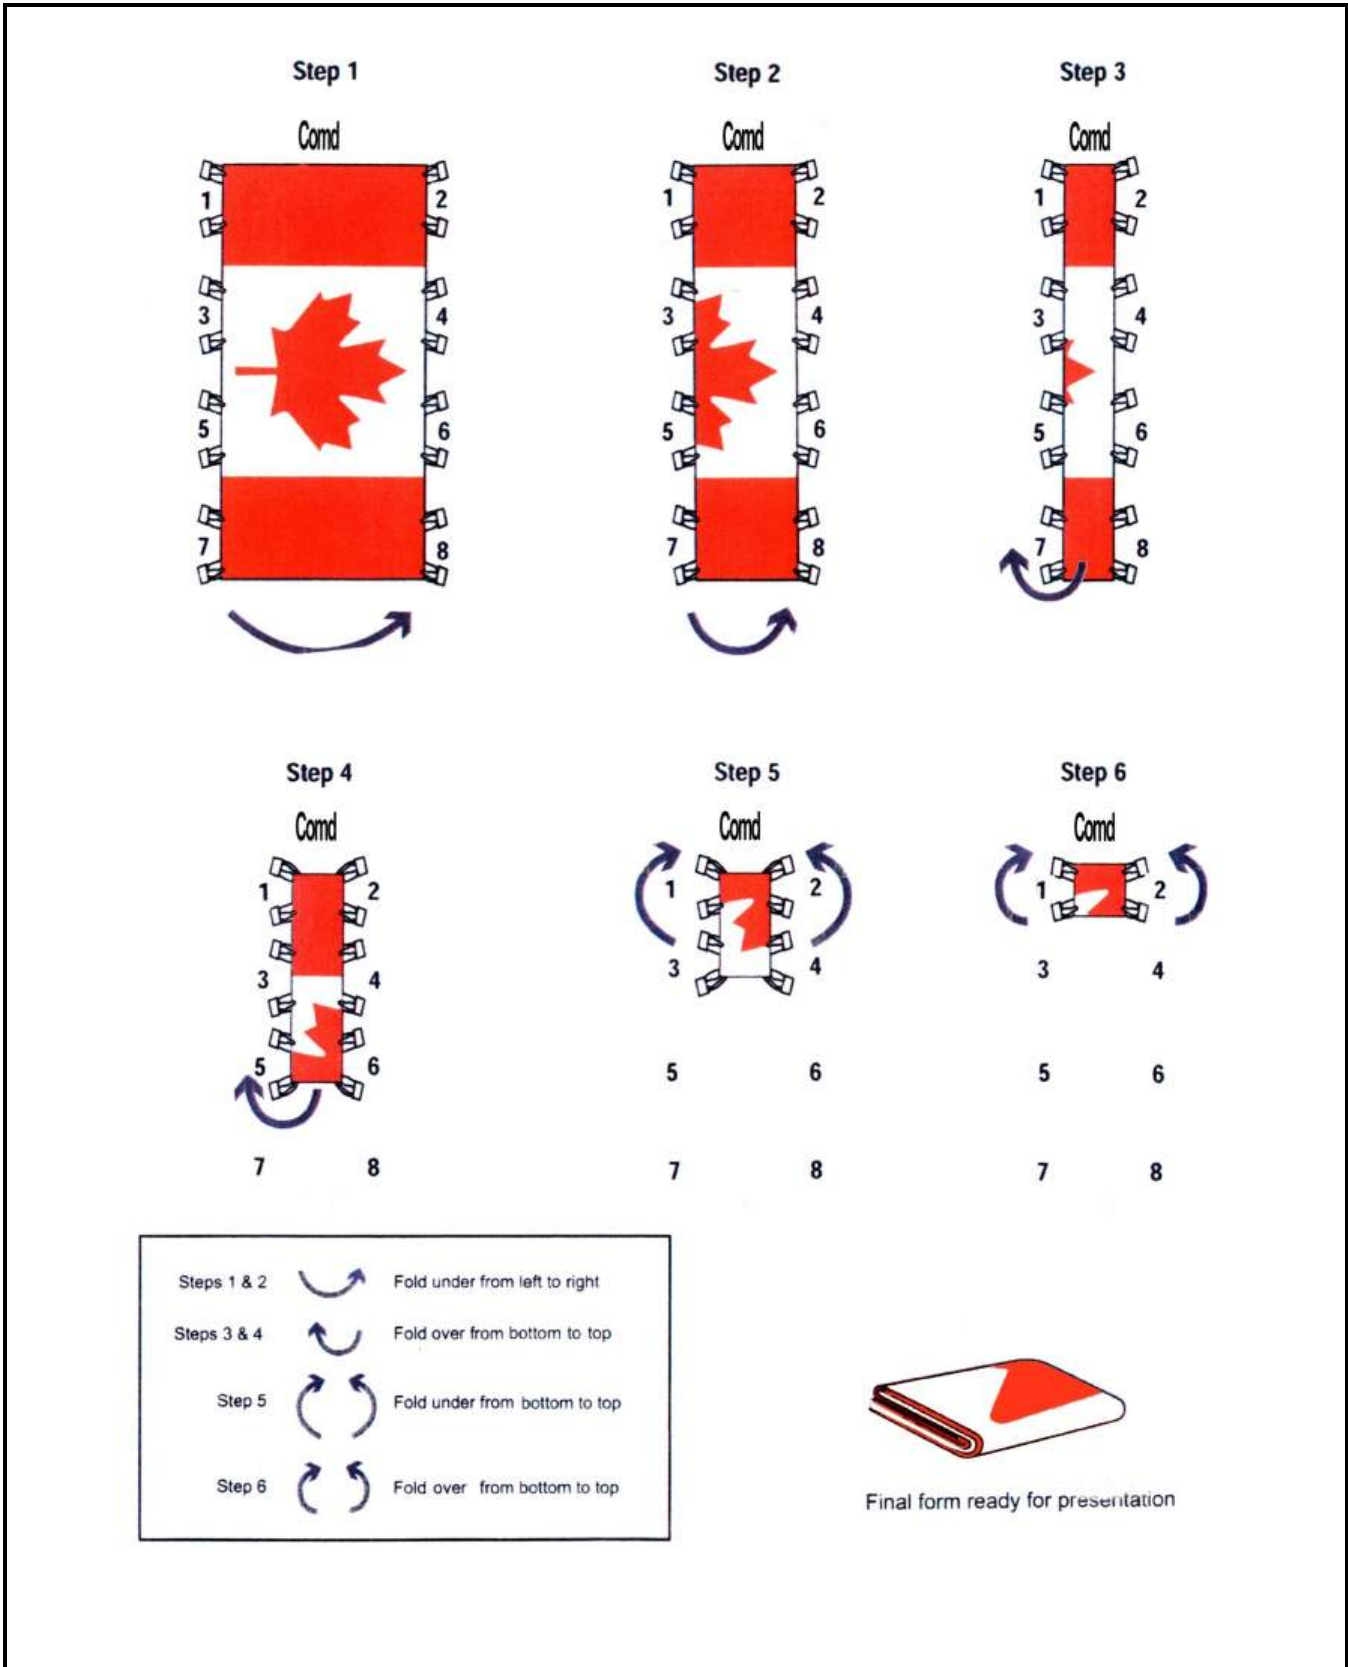 Step 1
Step 2
Step 3
Comd
Comd
Comd
1 2
1 2
1 2
3 4
3 4
3 4
5 6
5 6
5 6
7 8
7 8
7 8
Step 4
Step 5
Step 6
Comd
Comd
Comd
1 2
1 2
1 2
3 4
3 4
3 4
5 6
5 6
5 6
7 8
7 8
7 8
Steps 1 & 2 Fold under from left to right
Steps 3 & 4 Fold over from bottom to top
Step 5 Fold under from bottom to top
Step 6 Fold over from bottom to top
Final form ready for presentation